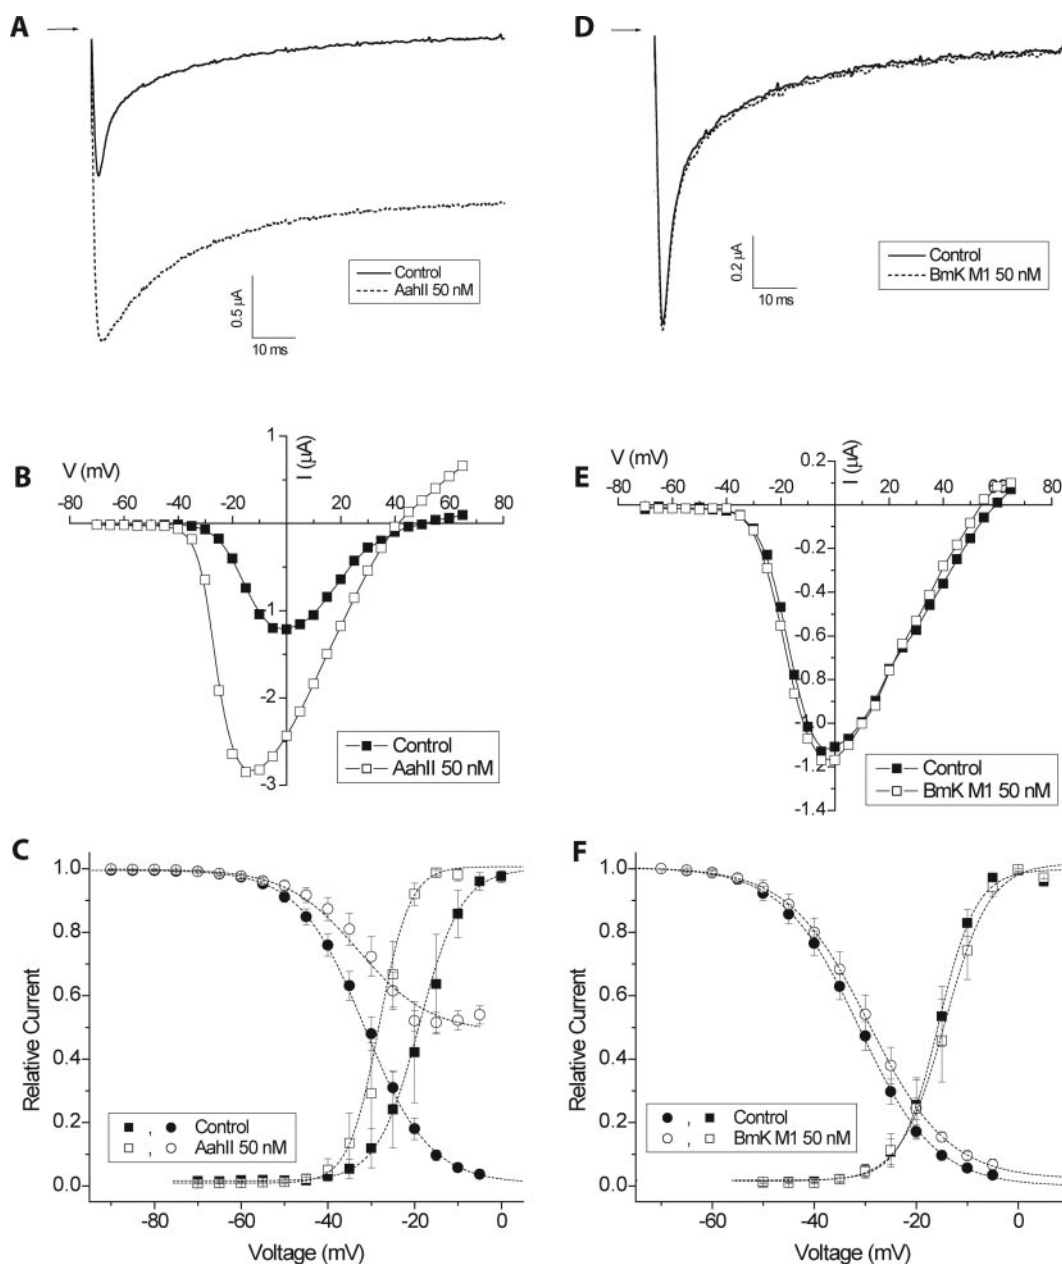 A
0.5 µA
10 ms
Control
AahII 50 nM
D
0.2 µA
10 ms
Control
BmK M1 50 nM
B
V (mV)
I (µA)
-80 -60 -40 -20 20 40 60 80
1
-1
-2
-3
Control
AahII 50 nM
E
V (mV)
I (µA)
-80 -60 -40 -20 0 20 40 60 80
0.2
-0.2
-0.4
-0.6
-0.8
-1.0
-1.2
-1.4
Control
BmK M1 50 nM
C
Relative Current
1.0
0.8
0.6
0.4
0.2
0.0
, Control
, AahII 50 nM
-80 -60 -40 -20 0
Voltage (mV)
F
Relative Current
1.0
0.8
0.6
0.4
0.2
0.0
, Control
, BmK M1 50 nM
-60 -40 -20 0
Voltage (mV)